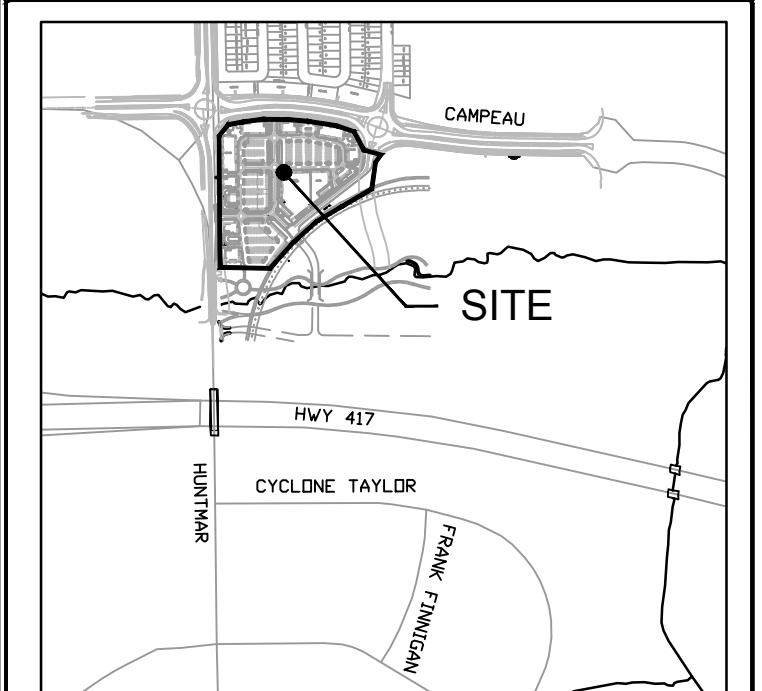 CAMPEAU
SITE
HWY 417
HUNTMAR
CYCLONE TAYLOR
FRANK FINNIGAN